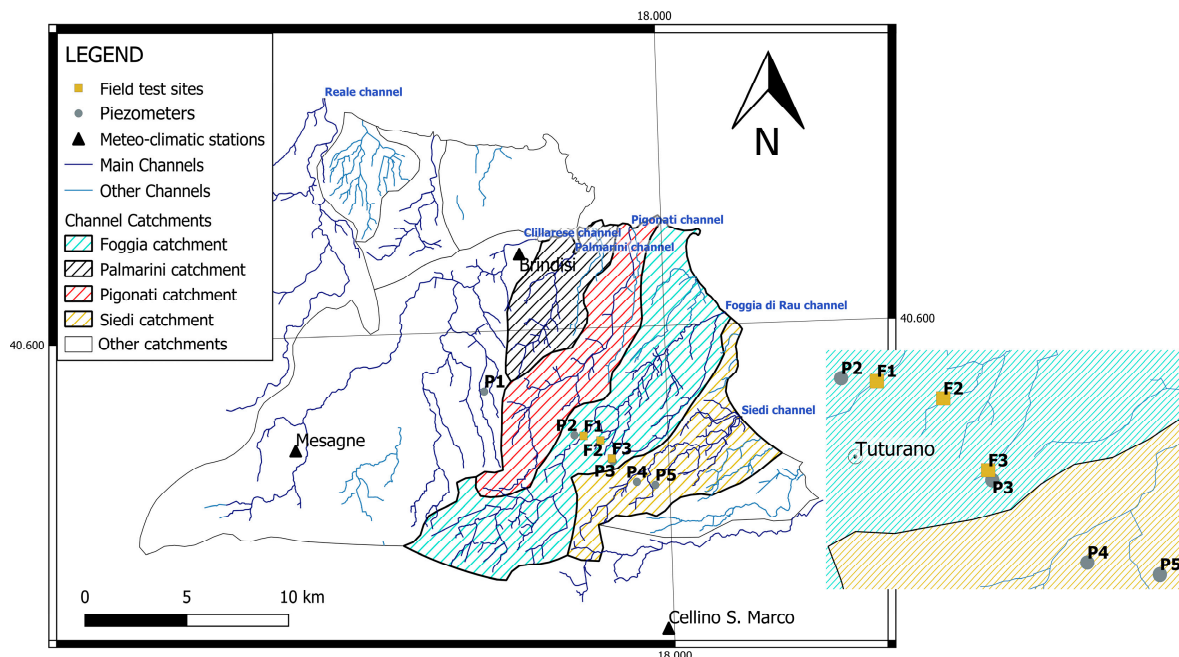 18.000
LEGEND
Field test sites
Piezometers
Meteo-climatic stations
Main Channels
Other Channels
Channel Catchments
Foggia catchment
Palmarini catchment
Pigonati catchment
Siedi catchment
Other catchments
Reale channel
N
Pigonati channel
Clillarese channel
Palmarini channel
Brindisi
Foggia di Rau channel
40.600
40.600
P1
Siedi channel
P2
F1
F2
F3
P3
P4
P5
Mesagne
P2
F1
F2
Tuturano
F3
P3
P4
P5
0 5 10 km
Cellino S. Marco
18.000